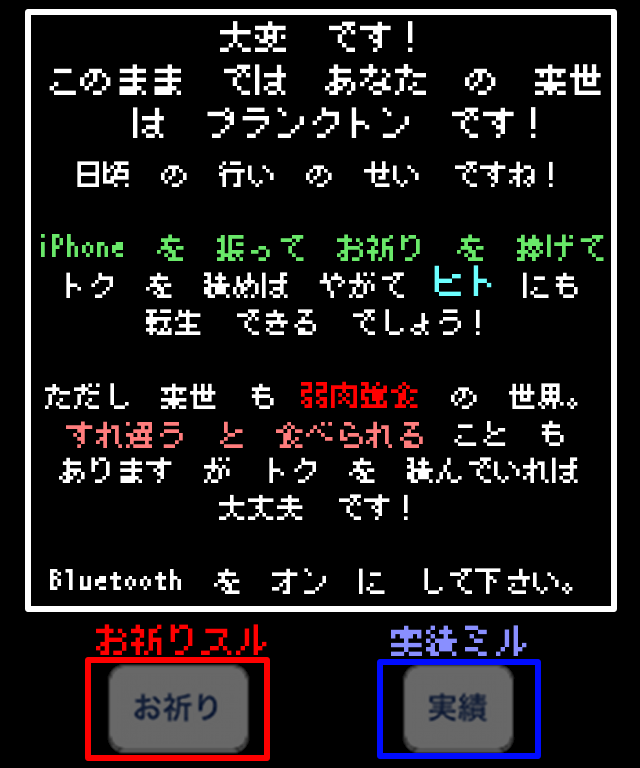 大変 です！
このまま では あなた の 来世
は プランクトン です！
日頃 の 行い の せい ですね！
iPhone を 振って お祈り を 捧げて
トク を 積めば やがて ヒト にも
転生 できる でしょう！
ただし 来世 も 弱肉強食 の 世界。
すれ違う と 食べられる こと も
あります が トク を 積んでいれば
大丈夫 です！
Bluetooth を オン に して下さい。
お祈りスル 実績ミル
お祈り 実績